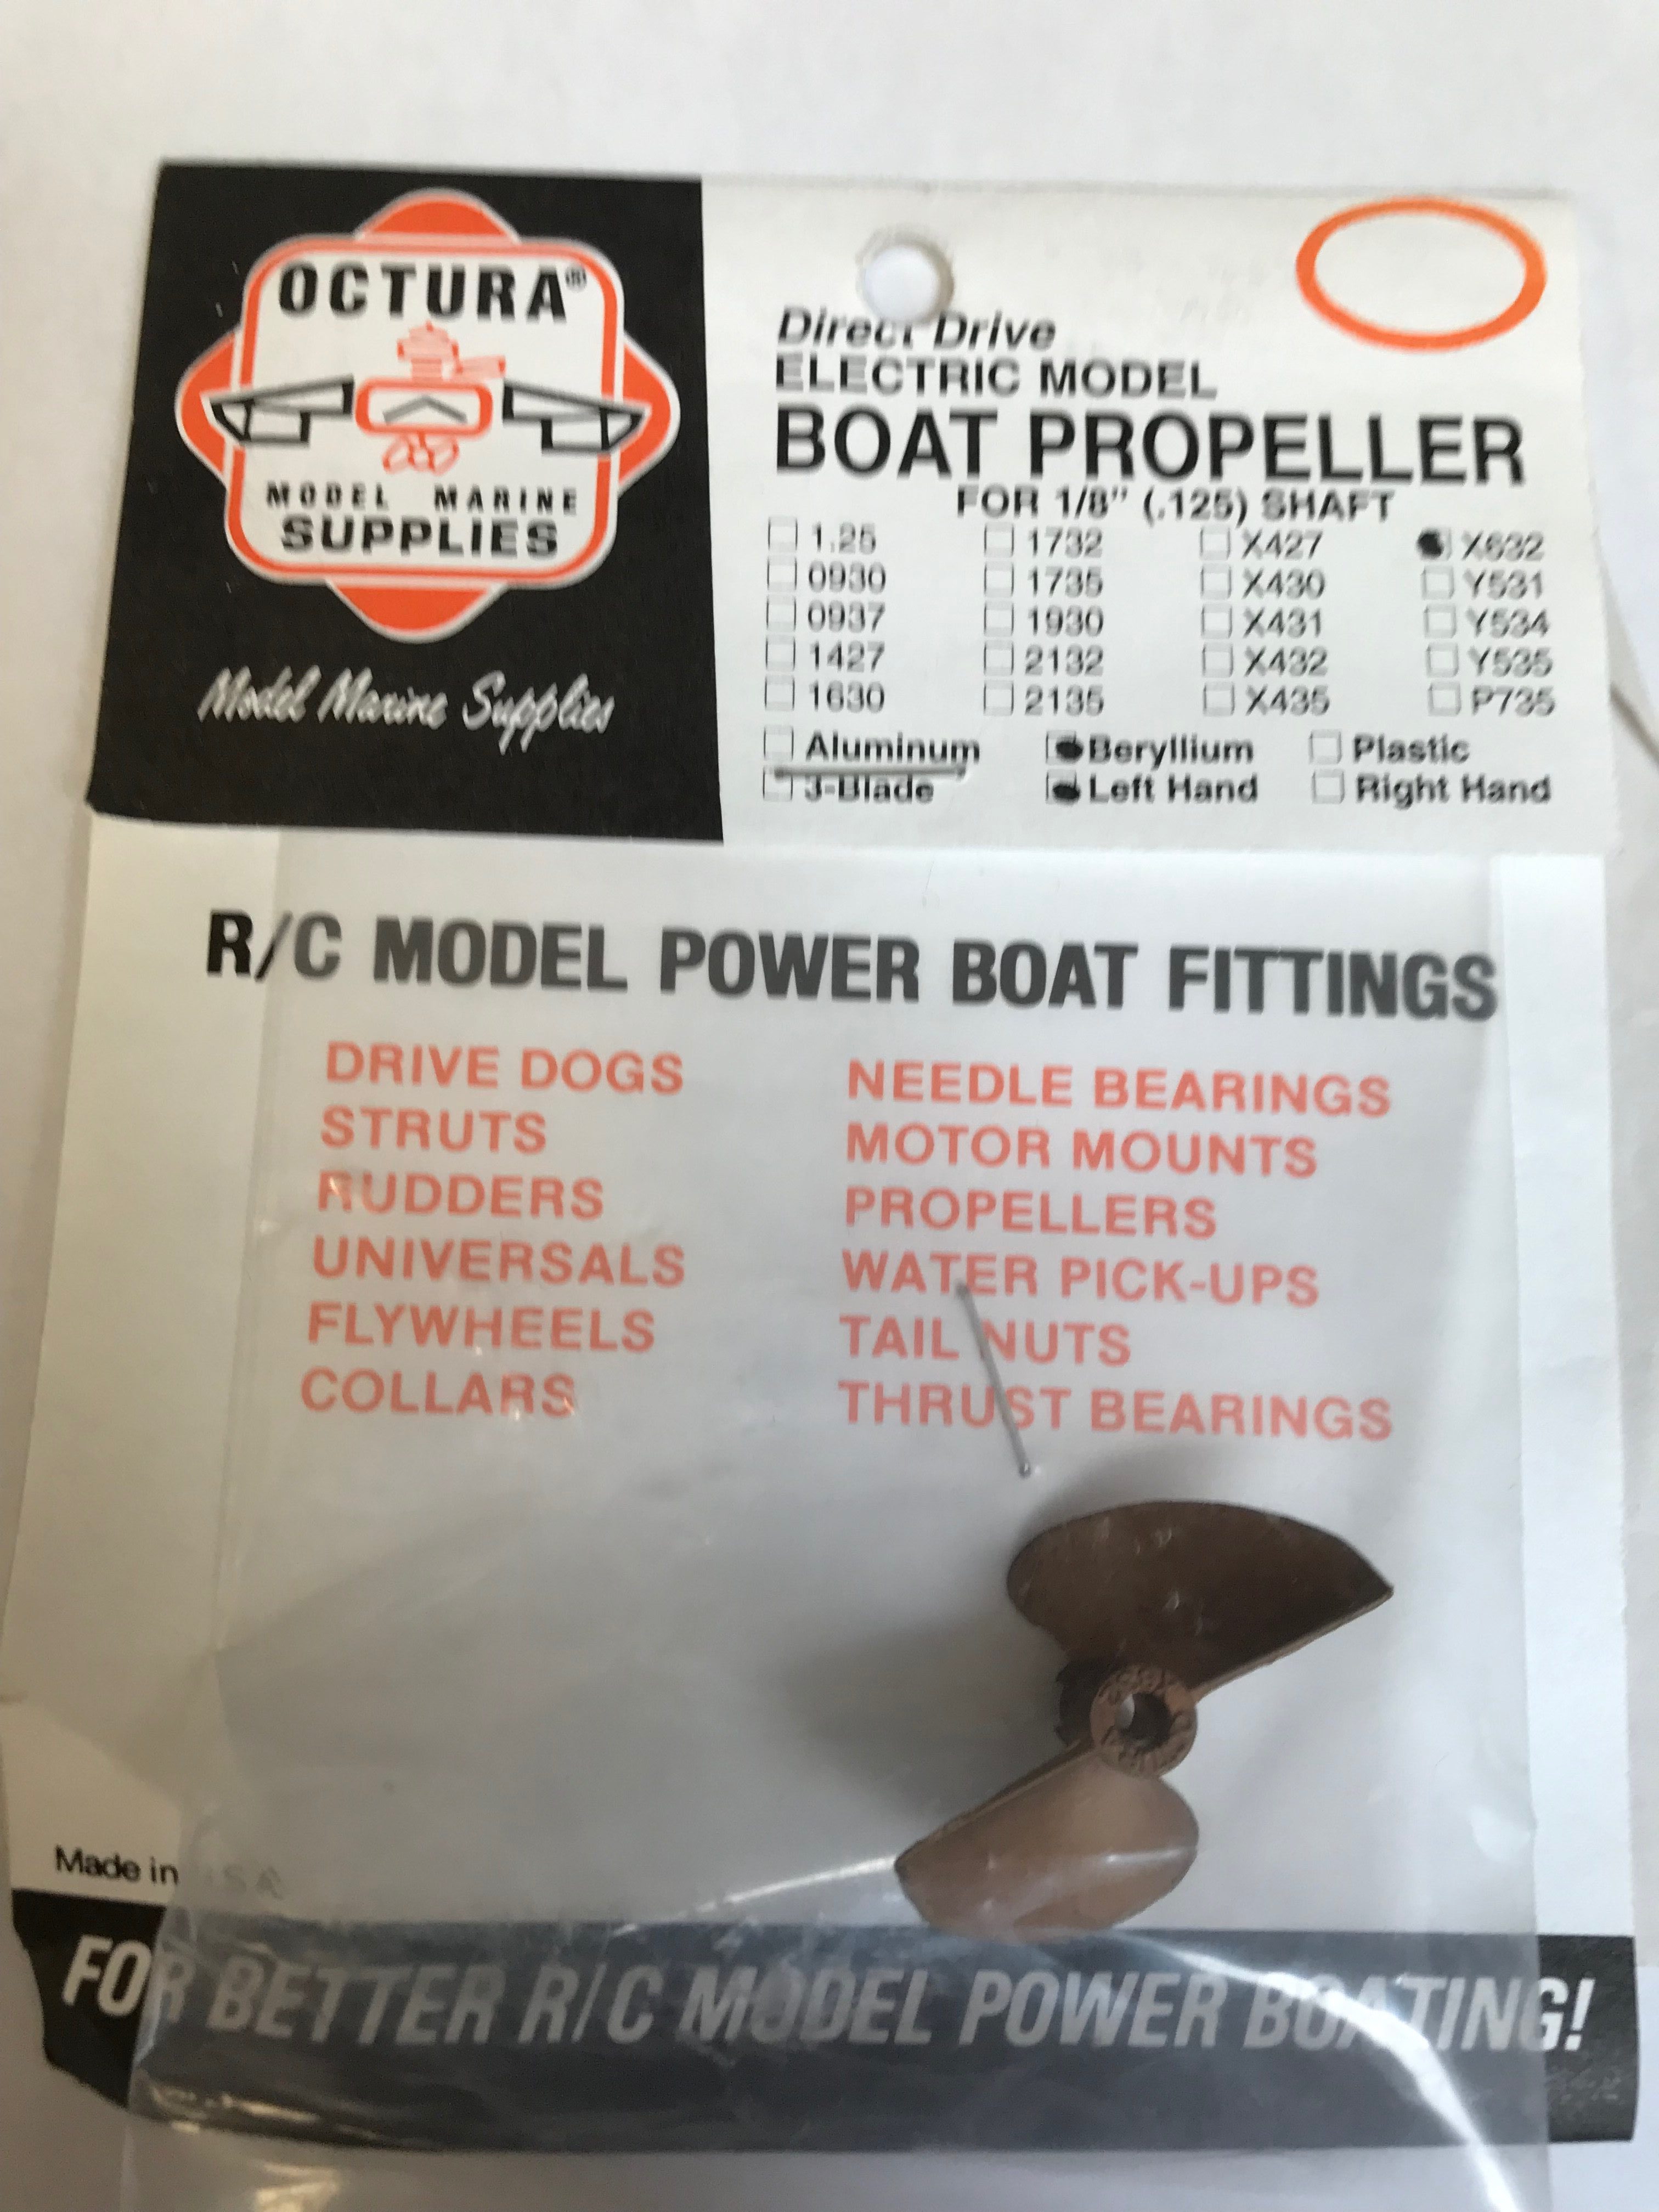 OCTURA®
MODEL MARINE
SUPPLIES
Model Marine Supplies
Direct Drive
ELECTRIC MODEL
BOAT PROPELLER
FOR 1/8" (.125) SHAFT
1.25 1732 X427 X632
0930 1735 X430 Y531
0937 1930 X431 Y534
1427 2132 X432 Y535
1630 2135 X435 P735
Aluminum Beryllium Plastic
3-Blade Left Hand Right Hand
R/C MODEL POWER BOAT FITTINGS
DRIVE DOGS
STRUTS
RUDDERS
UNIVERSALS
FLYWHEELS
COLLARS
NEEDLE BEARINGS
MOTOR MOUNTS
PROPELLERS
WATER PICK-UPS
TAIL NUTS
THRUST BEARINGS
Made in USA
FOR BETTER R/C MODEL POWER BOATING!